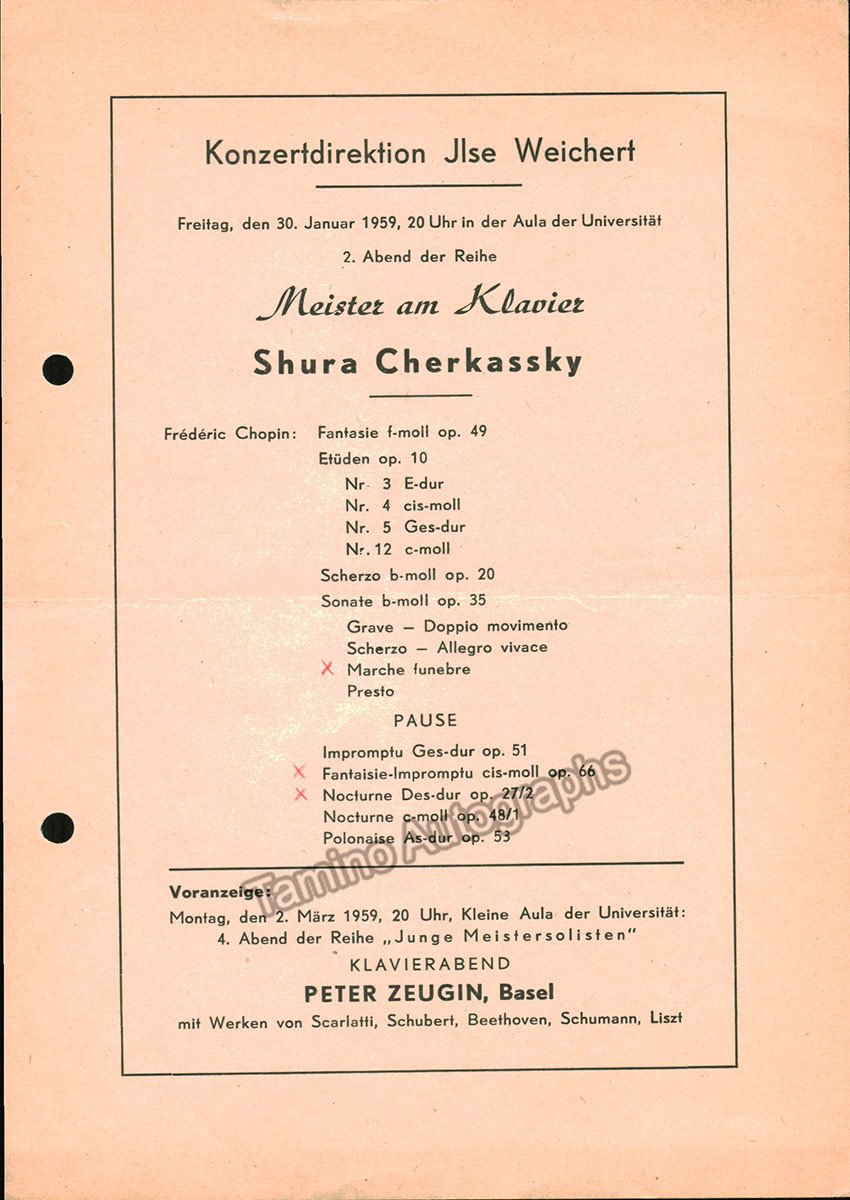 Konzertdirektion Jlse Weichert
Freitag, den 30. Januar 1959, 20 Uhr in der Aula der Universität
2. Abend der Reihe
Meister am Klavier
Shura Cherkassky
Frédéric Chopin: Fantasie f-moll op. 49
Etüden op. 10
Nr. 3 E-dur
Nr. 4 cis-moll
Nr. 5 Ges-dur
Nr. 12 c-moll
Scherzo b-moll op. 20
Sonate b-moll op. 35
Grave – Doppio movimento
Scherzo – Allegro vivace
X Marche funebre
Presto
PAUSE
Impromptu Ges-dur op. 51
X Fantaisie-Impromptu cis-moll op. 66
X Nocturne Des-dur op. 27/2
Nocturne c-moll op. 48/1
Polonaise As-dur op. 53
Tamino Autographs
Voranzeige:
Montag, den 2. März 1959, 20 Uhr, Kleine Aula der Universität:
4. Abend der Reihe „Junge Meistersolisten"
KLAVIERABEND
PETER ZEUGIN, Basel
mit Werken von Scarlatti, Schubert, Beethoven, Schumann, Liszt